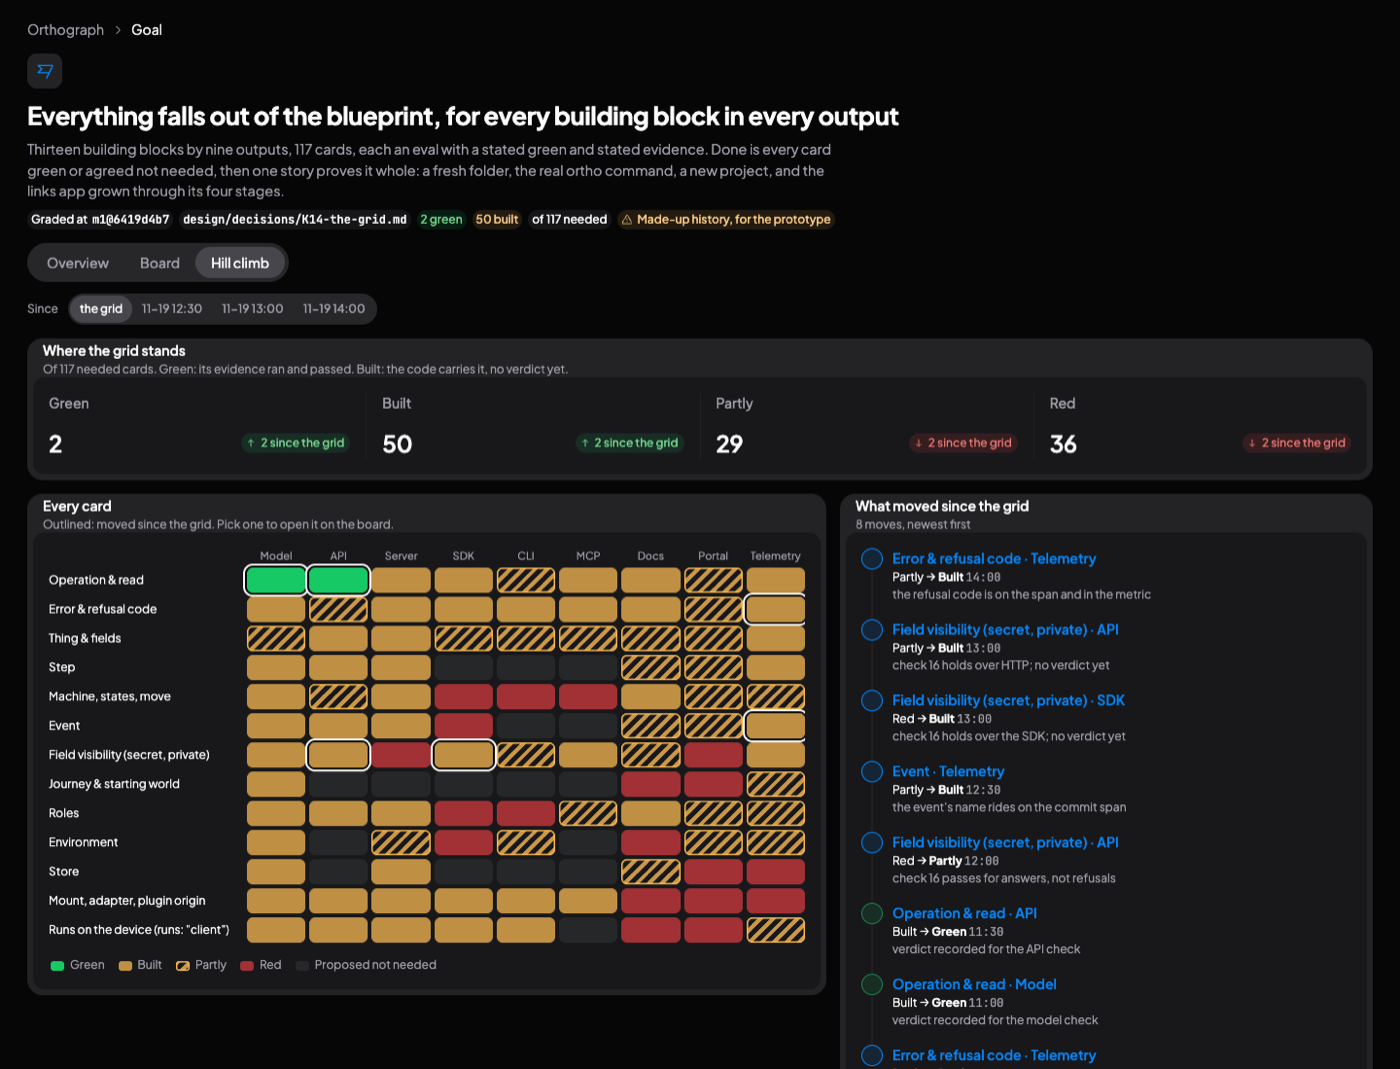 Orthograph > Goal
Everything falls out of the blueprint, for every building block in every output
Thirteen building blocks by nine outputs, 117 cards, each an eval with a stated green and stated evidence. Done is every card
green or agreed not needed, then one story proves it whole: a fresh folder, the real ortho command, a new project, and the
links app grown through its four stages.
Graded at m1@6419d4b7 design/decisions/K14-the-grid.md 2 green 50 built of 117 needed Made-up history, for the prototype
Overview Board Hill climb
Since the grid 11-19 12:30 11-19 13:00 11-19 14:00
Where the grid stands
Of 117 needed cards. Green: its evidence ran and passed. Built: the code carries it, no verdict yet.
Green Built Partly Red
2 ↑ 2 since the grid 50 ↑ 2 since the grid 29 ↓ 2 since the grid 36 ↓ 2 since the grid
Every card
Outlined: moved since the grid. Pick one to open it on the board.
Model API Server SDK CLI MCP Docs Portal Telemetry
Operation & read
Error & refusal code
Thing & fields
Step
Machine, states, move
Event
Field visibility (secret, private)
Journey & starting world
Roles
Environment
Store
Mount, adapter, plugin origin
Runs on the device (runs: "client")
Green Built Partly Red Proposed not needed
What moved since the grid
8 moves, newest first
Error & refusal code · Telemetry
Partly → Built 14:00
the refusal code is on the span and in the metric
Field visibility (secret, private) · API
Partly → Built 13:00
check 16 holds over HTTP; no verdict yet
Field visibility (secret, private) · SDK
Red → Built 13:00
check 16 holds over the SDK; no verdict yet
Event · Telemetry
Partly → Built 12:30
the event's name rides on the commit span
Field visibility (secret, private) · API
Red → Partly 12:00
check 16 passes for answers, not refusals
Operation & read · API
Built → Green 11:30
verdict recorded for the API check
Operation & read · Model
Built → Green 11:00
verdict recorded for the model check
Error & refusal code · Telemetry